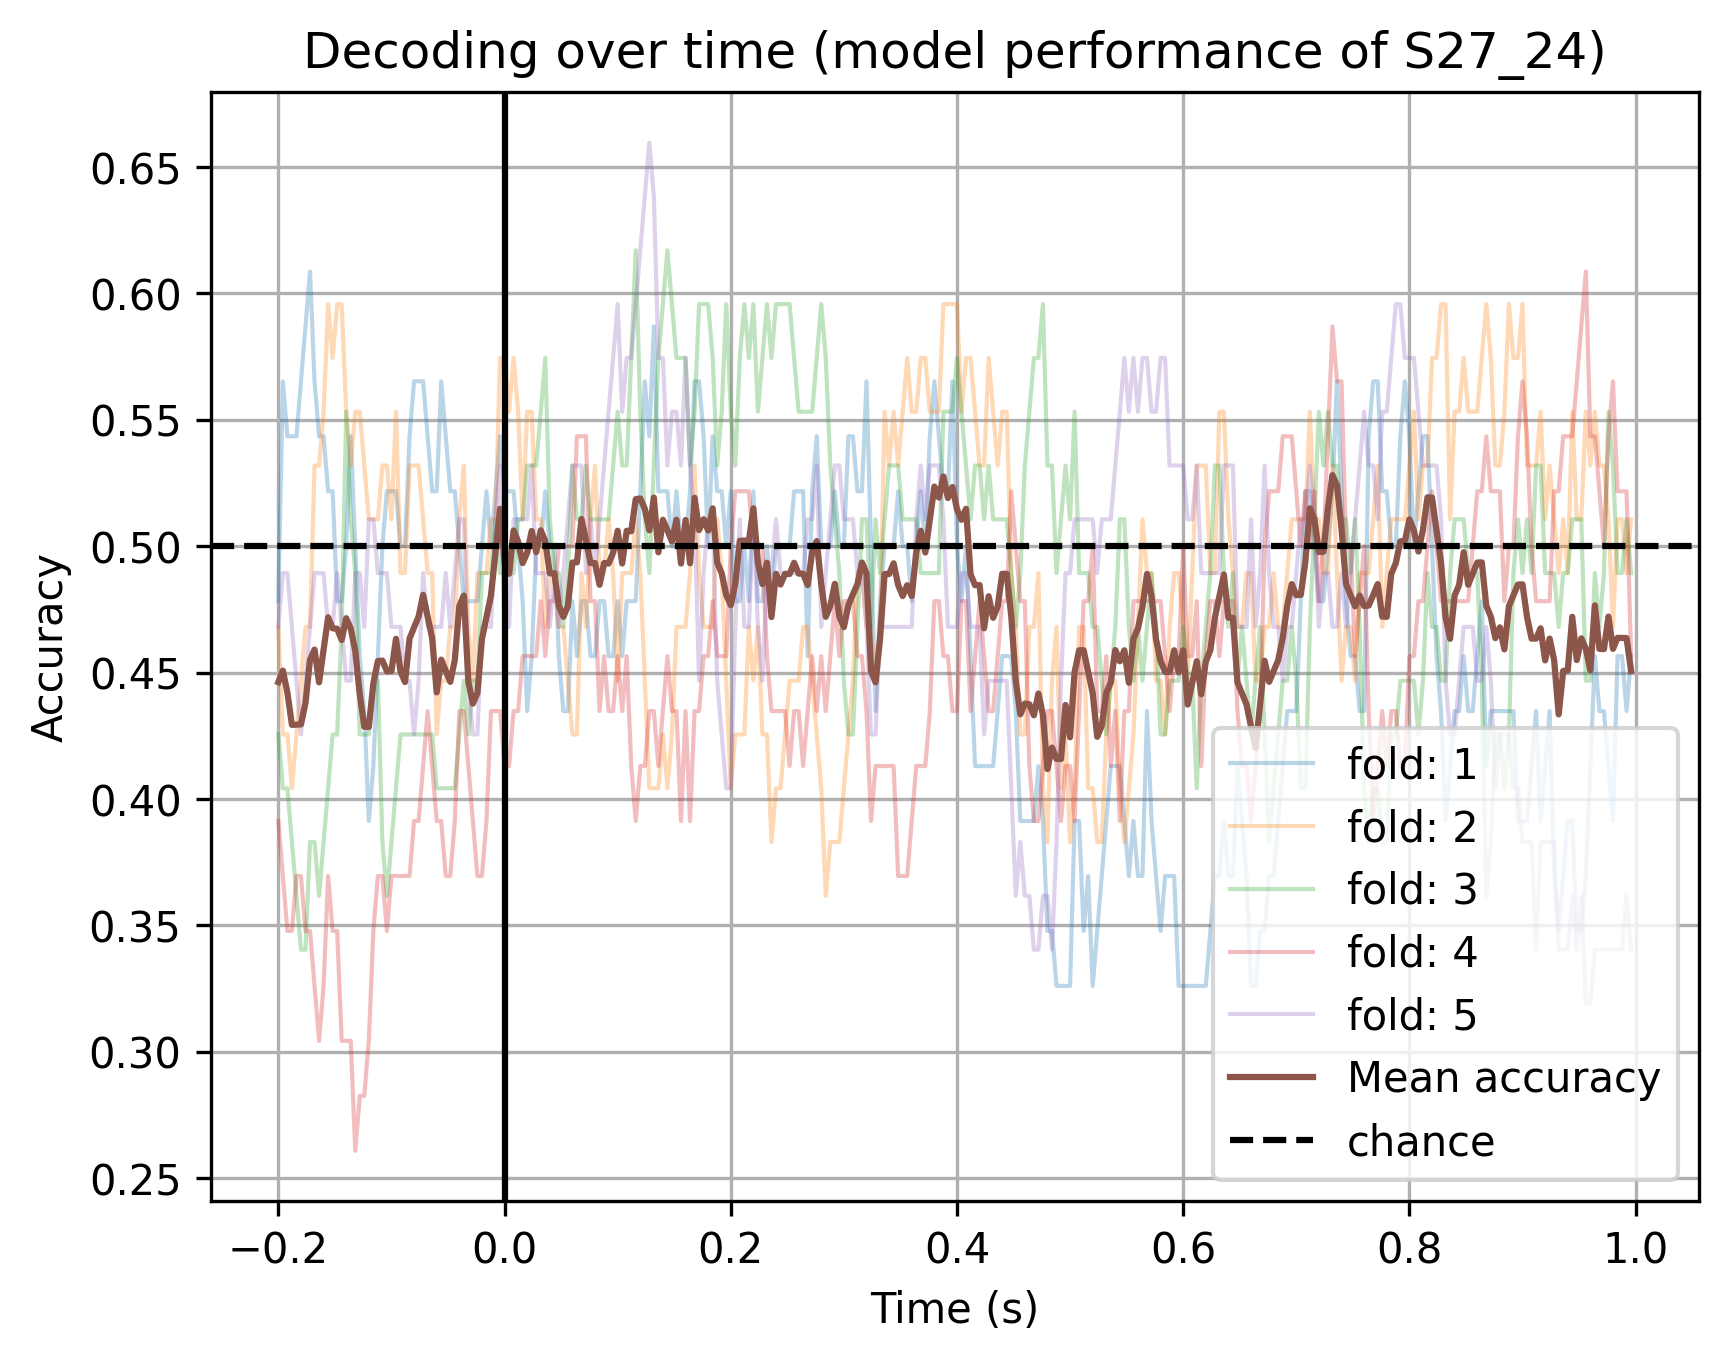 Decoding over time (model performance of S27_24)
Accuracy
0.65
0.60
0.55
0.50
0.45
0.40
0.35
0.30
0.25
fold: 1
fold: 2
fold: 3
fold: 4
fold: 5
Mean accuracy
chance
−0.2 0.0 0.2 0.4 0.6 0.8 1.0
Time (s)